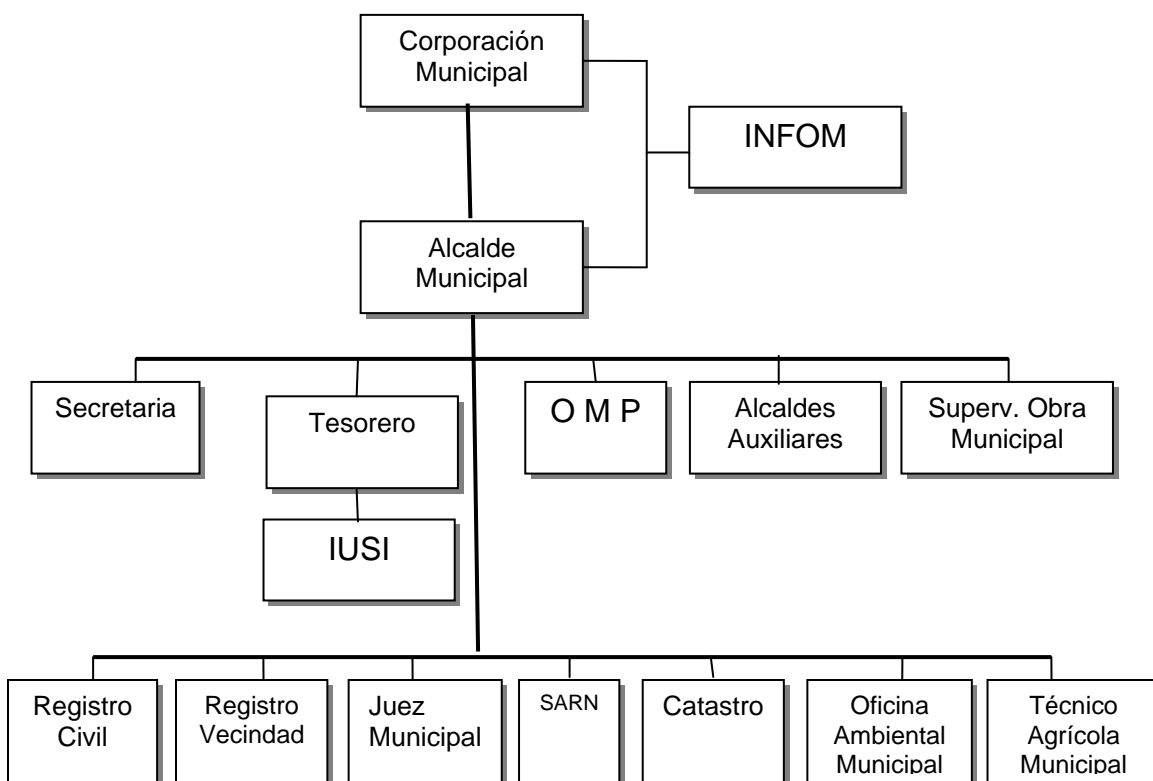 Corporación
Municipal
INFOM
Alcalde
Municipal
Secretaria
Tesorero
O M P
Alcaldes
Auxiliares
Superv. Obra
Municipal
IUSI
Registro
Civil
Registro
Vecindad
Juez
Municipal
SARN
Catastro
Oficina
Ambiental
Municipal
Técnico
Agrícola
Municipal